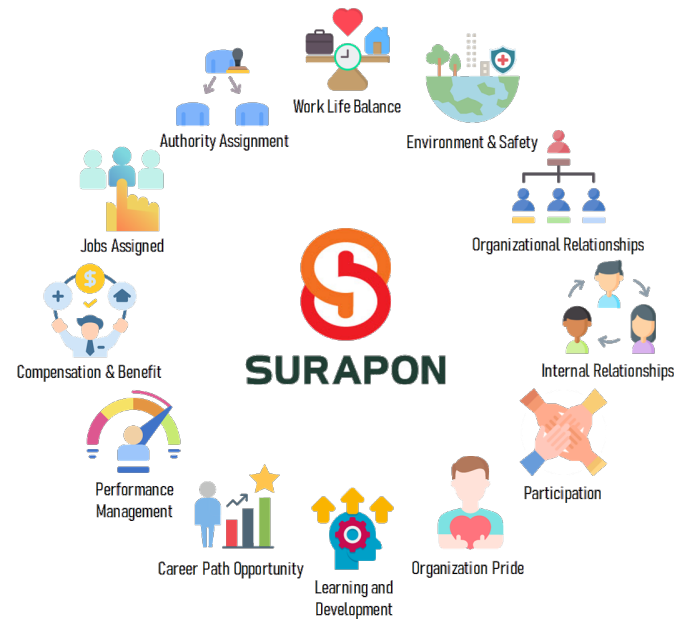 Work Life Balance
Authority Assignment
Environment & Safety
Jobs Assigned
Organizational Relationships
Compensation & Benefit
Internal Relationships
SURAPON
Performance
Management
Participation
Career Path Opportunity
Organization Pride
Learning and
Development